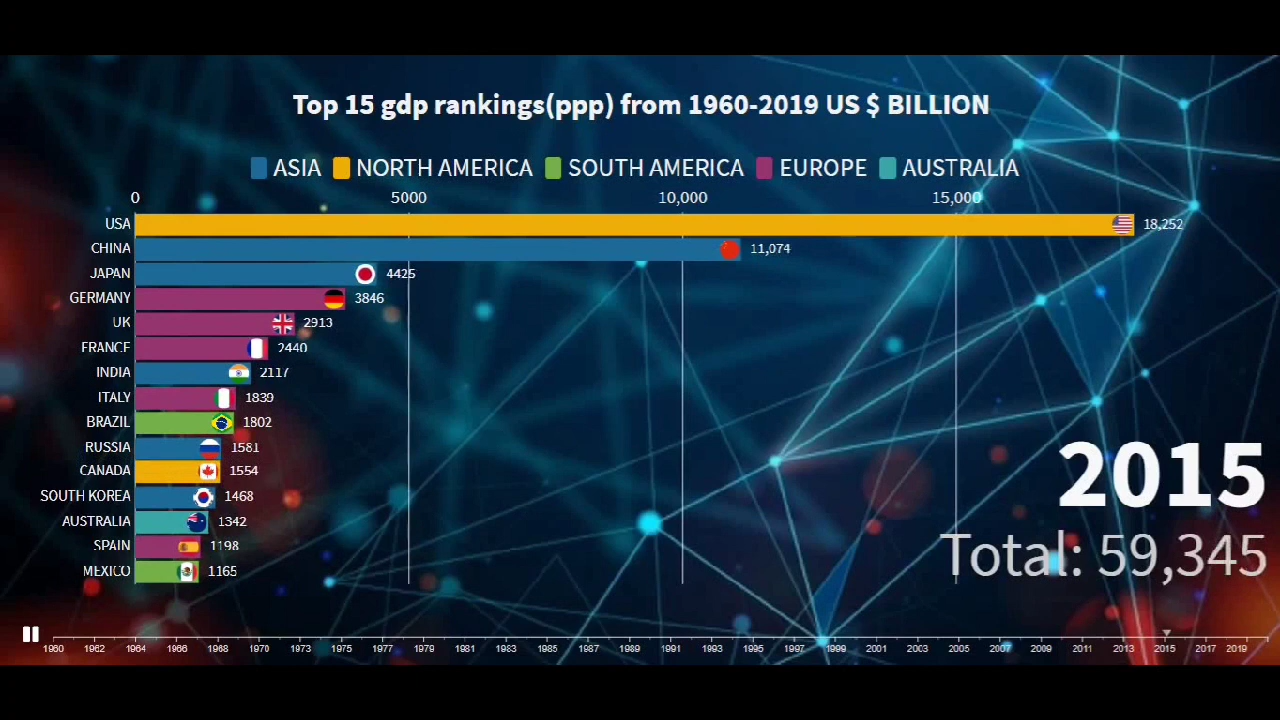 Top 15 gdp rankings(ppp) from 1960-2019 US $ BILLION
ASIA NORTH AMERICA SOUTH AMERICA EUROPE AUSTRALIA
0 5000 10,000 15,000
USA 18,252
CHINA 11,074
JAPAN 4425
GERMANY 3846
UK 2913
FRANCE 2440
INDIA 2117
ITALY 1839
BRAZIL 1802
RUSSIA 1581
CANADA 1554
SOUTH KOREA 1468
AUSTRALIA 1342
SPAIN 1198
MEXICO 1165
2015
Total: 59,345
1960 1962 1964 1966 1968 1970 1973 1975 1977 1979 1981 1983 1985 1987 1989 1991 1993 1995 1997 1999 2001 2003 2005 2007 2009 2011 2013 2015 2017 2019